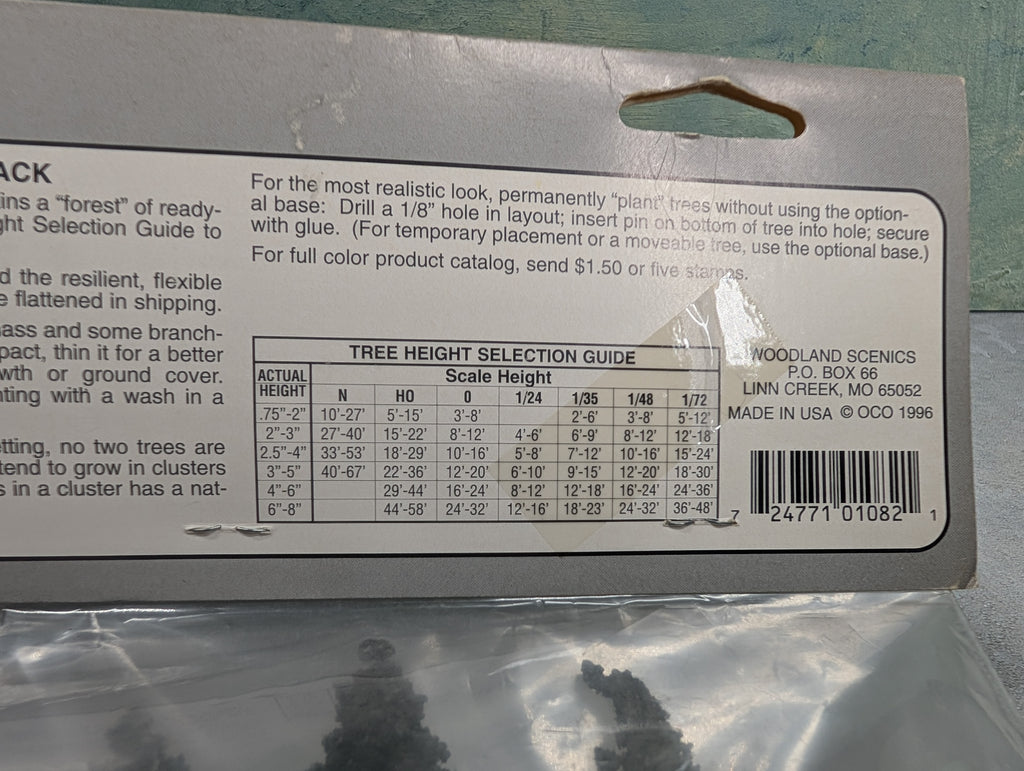 ACK
ins a “forest” of ready-
ght Selection Guide to
d the resilient, flexible
e flattened in shipping.
ass and some branch-
pact, thin it for a better
wth or ground cover.
ting with a wash in a
tting, no two trees are
tend to grow in clusters
s in a cluster has a nat-
For the most realistic look, permanently “plant” trees without using the option-
al base: Drill a 1/8” hole in layout; insert pin on bottom of tree into hole; secure
with glue. (For temporary placement or a moveable tree, use the optional base.)
For full color product catalog, send $1.50 or five stamps.
TREE HEIGHT SELECTION GUIDE
ACTUAL HEIGHT Scale Height
N HO O 1/24 1/35 1/48 1/72
.75”-2” 10’-27’ 5’-15’ 3’-8’ 2’-6’ 3’-8’ 5’-12’
2”-3” 27’-40’ 15’-22’ 8’-12’ 4’-6’ 6’-9’ 8’-12’ 12’-18’
2.5”-4” 33’-53’ 18’-29’ 10’-16’ 5’-8’ 7’-12’ 10’-16’ 15’-24’
3”-5” 40’-67’ 22’-36’ 12’-20’ 6’-10’ 9’-15’ 12’-20’ 18’-30’
4”-6” 29’-44’ 16’-24’ 8’-12’ 12’-18’ 16’-24’ 24’-36’
6”-8” 44’-58’ 24’-32’ 12’-16’ 18’-23’ 24’-32’ 36’-48’
WOODLAND SCENICS
P.O. BOX 66
LINN CREEK, MO 65052
MADE IN USA © OCO 1996
7 24771 01082 1